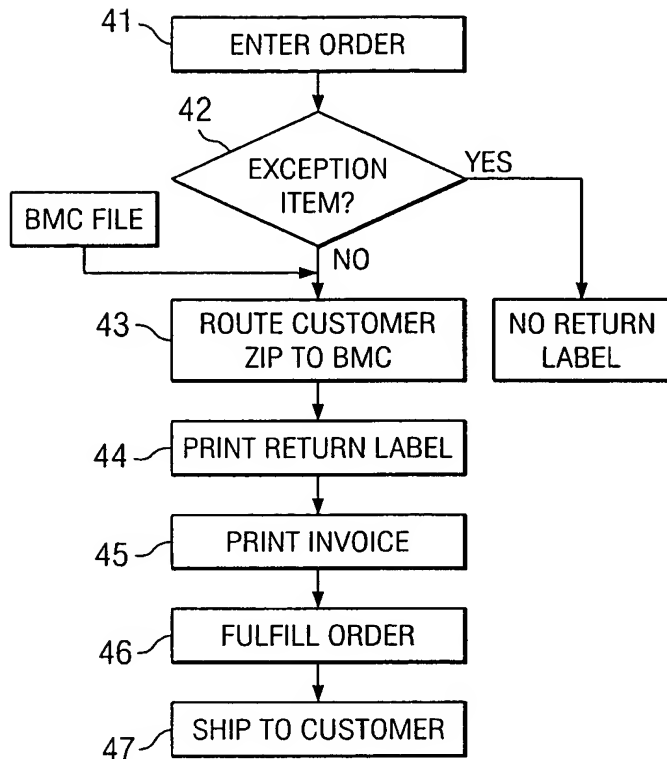 41
ENTER ORDER
42
EXCEPTION
ITEM?
YES
BMC FILE
NO
43
ROUTE CUSTOMER
ZIP TO BMC
NO RETURN
LABEL
44
PRINT RETURN LABEL
45
PRINT INVOICE
46
FULFILL ORDER
47
SHIP TO CUSTOMER